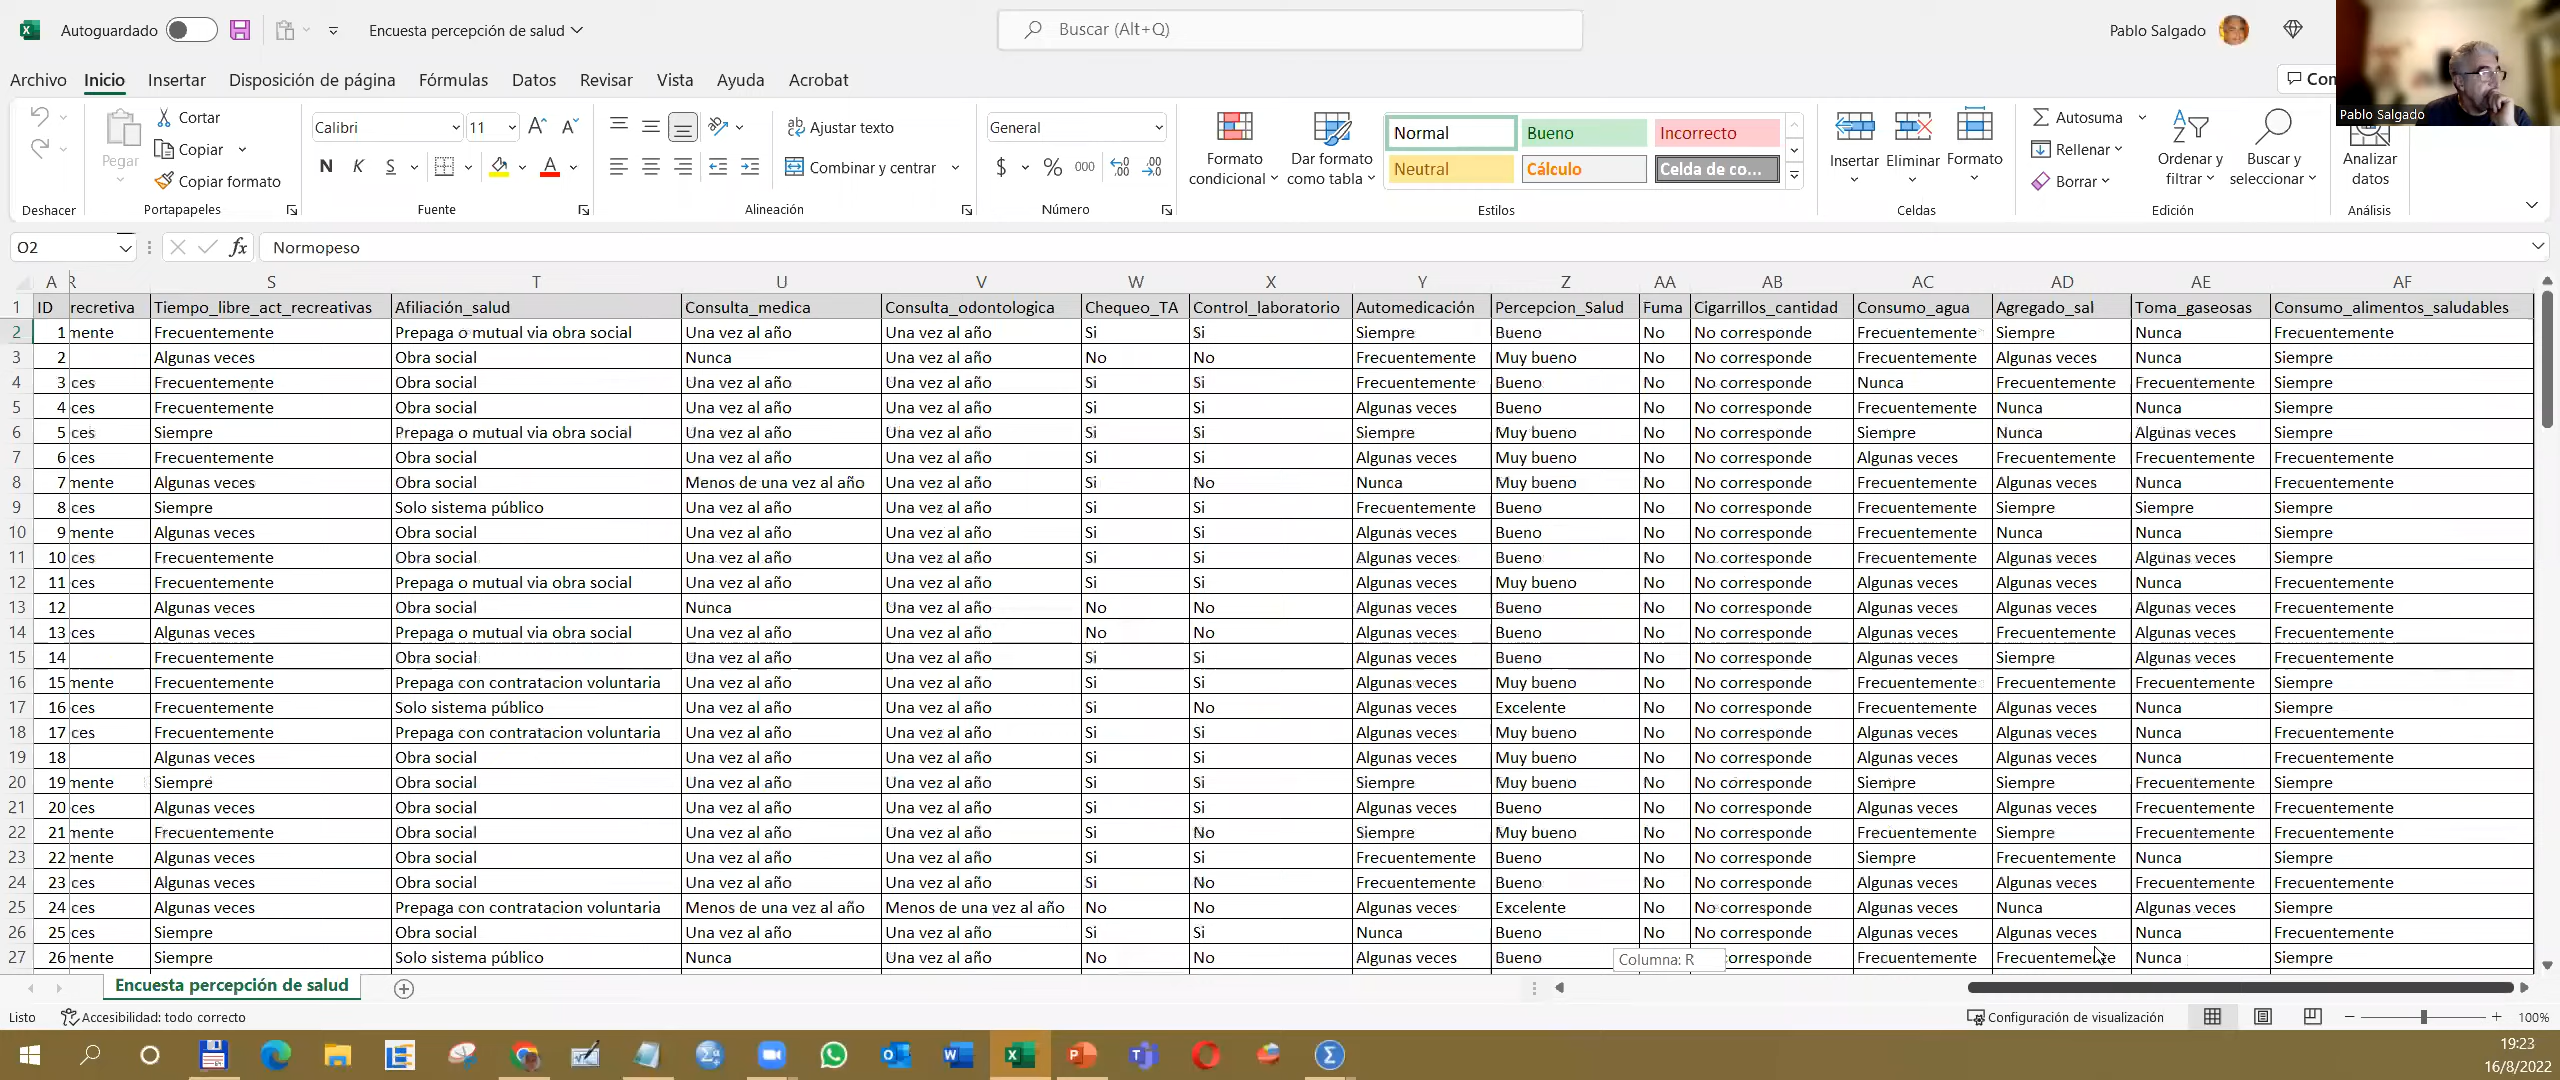 Autoguardado Encuesta percepción de salud Buscar (Alt+Q) Pablo Salgado
Archivo Inicio Insertar Disposición de página Fórmulas Datos Revisar Vista Ayuda Acrobat
Pablo Salgado
Pegar Cortar Copiar Copiar formato
Calibri 11 N K S
Ajustar texto Combinar y centrar
General $ % 000
Formato condicional Dar formato como tabla
Normal Bueno Incorrecto
Neutral Cálculo Celda de co...
Insertar Eliminar Formato
Autosuma Rellenar Borrar
Ordenar y filtrar Buscar y seleccionar Analizar datos
Deshacer Portapapeles Fuente Alineación Número Estilos Celdas Edición Análisis
O2 fx Normopeso
A R S T U V W X Y Z AA AB AC AD AE AF
1 ID recretiva Tiempo_libre_act_recreativas Afiliación_salud Consulta_medica Consulta_odontologica Chequeo_TA Control_laboratorio Automedicación Percepcion_Salud Fuma Cigarrillos_cantidad Consumo_agua Agregado_sal Toma_gaseosas Consumo_alimentos_saludables
2 1 mente Frecuentemente Prepaga o mutual via obra social Una vez al año Una vez al año Si Si Siempre Bueno No No corresponde Frecuentemente Siempre Nunca Frecuentemente
3 2 Algunas veces Obra social Nunca Una vez al año No No Frecuentemente Muy bueno No No corresponde Frecuentemente Algunas veces Nunca Siempre
4 3 ces Frecuentemente Obra social Una vez al año Una vez al año Si Si Frecuentemente Bueno No No corresponde Nunca Frecuentemente Frecuentemente Siempre
5 4 ces Frecuentemente Obra social Una vez al año Una vez al año Si Si Algunas veces Bueno No No corresponde Frecuentemente Nunca Nunca Siempre
6 5 ces Siempre Prepaga o mutual via obra social Una vez al año Una vez al año Si Si Siempre Muy bueno No No corresponde Siempre Nunca Algunas veces Siempre
7 6 ces Frecuentemente Obra social Una vez al año Una vez al año Si Si Algunas veces Muy bueno No No corresponde Algunas veces Frecuentemente Frecuentemente Frecuentemente
8 7 mente Algunas veces Obra social Menos de una vez al año Una vez al año Si No Nunca Muy bueno No No corresponde Frecuentemente Algunas veces Nunca Frecuentemente
9 8 ces Siempre Solo sistema público Una vez al año Una vez al año Si Si Frecuentemente Bueno No No corresponde Frecuentemente Siempre Siempre Siempre
10 9 mente Algunas veces Obra social Una vez al año Una vez al año Si Si Algunas veces Bueno No No corresponde Frecuentemente Nunca Nunca Siempre
11 10 ces Frecuentemente Obra social Una vez al año Una vez al año Si Si Algunas veces Bueno No No corresponde Frecuentemente Algunas veces Algunas veces Siempre
12 11 ces Frecuentemente Prepaga o mutual via obra social Una vez al año Una vez al año Si Si Algunas veces Muy bueno No No corresponde Algunas veces Algunas veces Nunca Frecuentemente
13 12 Algunas veces Obra social Nunca Una vez al año No No Algunas veces Bueno No No corresponde Algunas veces Algunas veces Algunas veces Frecuentemente
14 13 ces Algunas veces Prepaga o mutual via obra social Una vez al año Una vez al año No No Algunas veces Bueno No No corresponde Algunas veces Frecuentemente Algunas veces Frecuentemente
15 14 Frecuentemente Obra social Una vez al año Una vez al año Si Si Algunas veces Bueno No No corresponde Algunas veces Siempre Algunas veces Frecuentemente
16 15 mente Frecuentemente Prepaga con contratacion voluntaria Una vez al año Una vez al año Si Si Algunas veces Muy bueno No No corresponde Frecuentemente Frecuentemente Frecuentemente Siempre
17 16 ces Frecuentemente Solo sistema público Una vez al año Una vez al año Si No Algunas veces Excelente No No corresponde Frecuentemente Algunas veces Nunca Siempre
18 17 ces Frecuentemente Prepaga con contratacion voluntaria Una vez al año Una vez al año Si Si Algunas veces Muy bueno No No corresponde Algunas veces Algunas veces Nunca Frecuentemente
19 18 Algunas veces Obra social Una vez al año Una vez al año Si Si Algunas veces Muy bueno No No corresponde Algunas veces Algunas veces Nunca Frecuentemente
20 19 mente Siempre Obra social Una vez al año Una vez al año Si Si Siempre Muy bueno No No corresponde Siempre Siempre Frecuentemente Siempre
21 20 ces Algunas veces Obra social Una vez al año Una vez al año Si Si Algunas veces Bueno No No corresponde Algunas veces Algunas veces Frecuentemente Frecuentemente
22 21 mente Frecuentemente Obra social Una vez al año Una vez al año Si No Siempre Muy bueno No No corresponde Frecuentemente Siempre Frecuentemente Frecuentemente
23 22 mente Algunas veces Obra social Una vez al año Una vez al año Si Si Frecuentemente Bueno No No corresponde Siempre Frecuentemente Nunca Siempre
24 23 ces Algunas veces Obra social Una vez al año Una vez al año Si No Frecuentemente Bueno No No corresponde Algunas veces Algunas veces Frecuentemente Frecuentemente
25 24 ces Algunas veces Prepaga con contratacion voluntaria Menos de una vez al año Menos de una vez al año No No Algunas veces Excelente No No corresponde Algunas veces Nunca Algunas veces Siempre
26 25 ces Siempre Obra social Una vez al año Una vez al año Si Si Nunca Bueno No No corresponde Algunas veces Algunas veces Nunca Frecuentemente
27 26 mente Siempre Solo sistema público Nunca Una vez al año No No Algunas veces Bueno Columna: R orresponde Frecuentemente Frecuentemente Nunca Siempre
Encuesta percepción de salud
Listo Accesibilidad: todo correcto Configuración de visualización 100%
19:23
16/8/2022